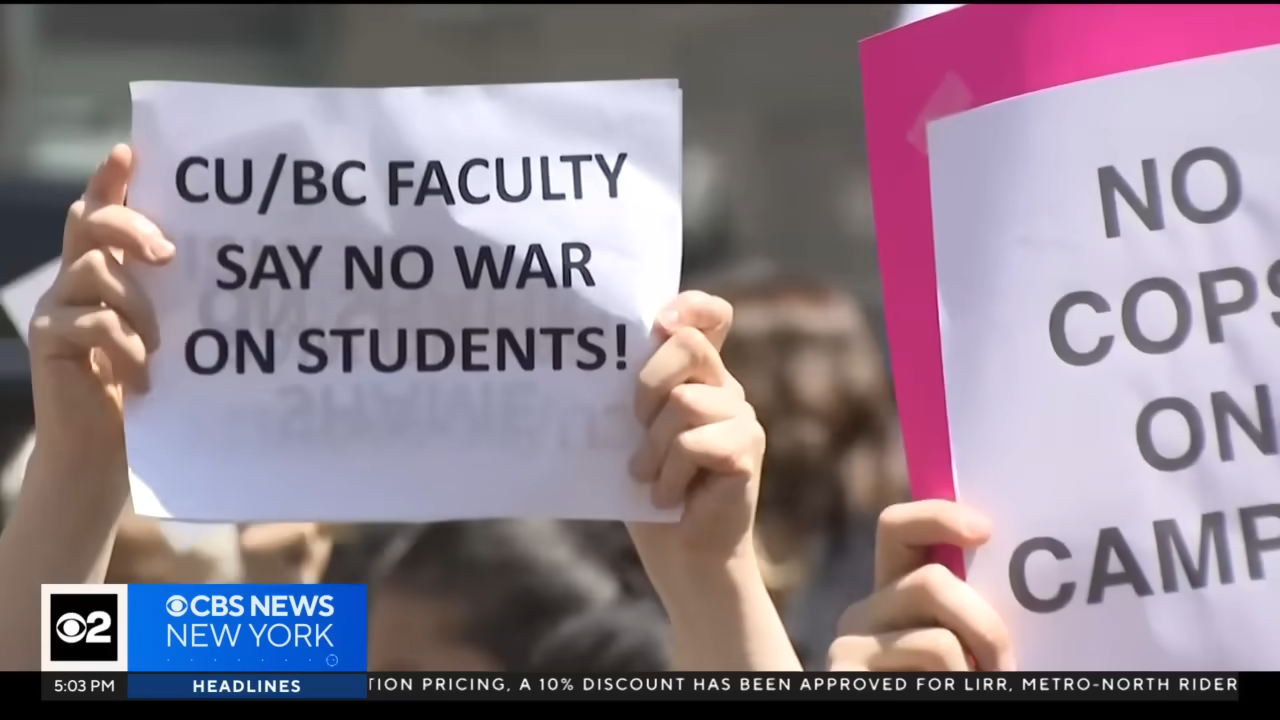 CU/BC FACULTY
SAY NO WAR
ON STUDENTS!
NO
COPS
ON
CAMP
2
CBS NEWS
NEW YORK
5:03 PM
HEADLINES
TION PRICING, A 10% DISCOUNT HAS BEEN APPROVED FOR LIRR, METRO-NORTH RIDER